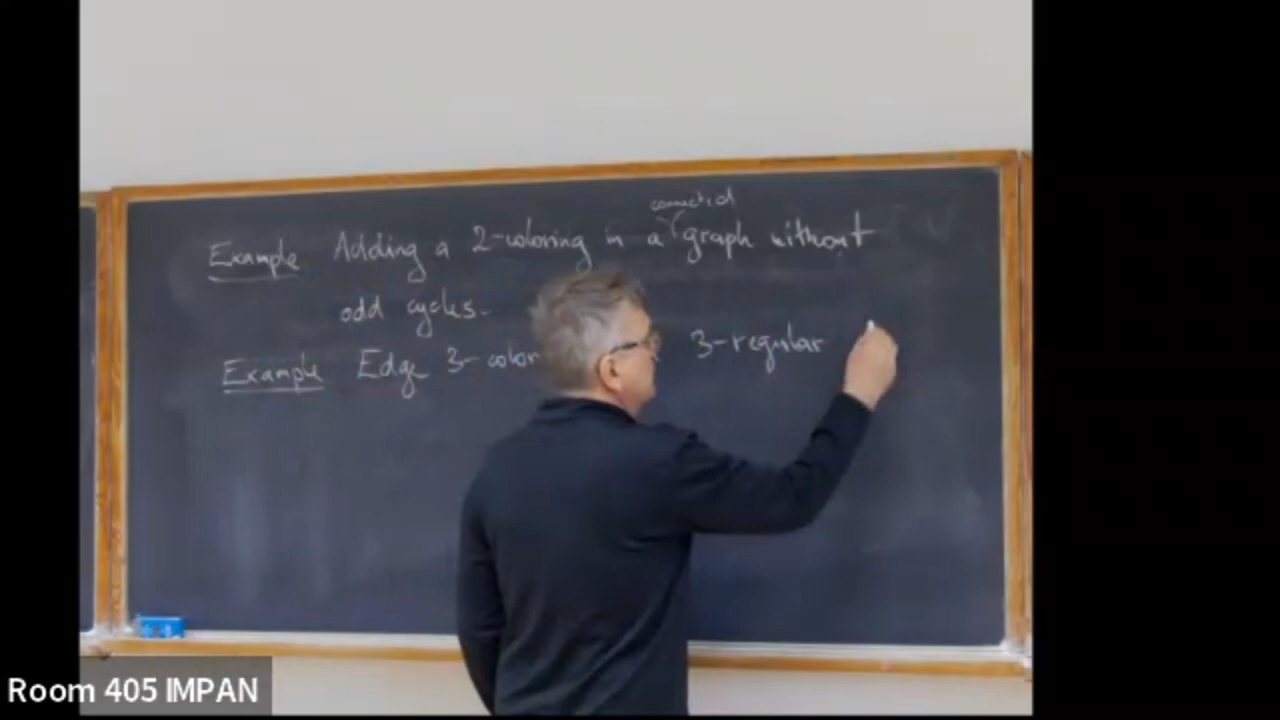 connected
Example Adding a 2-coloring in a graph without
odd cycles.
Example Edge 3-color 3-regular
Room 405 IMPAN